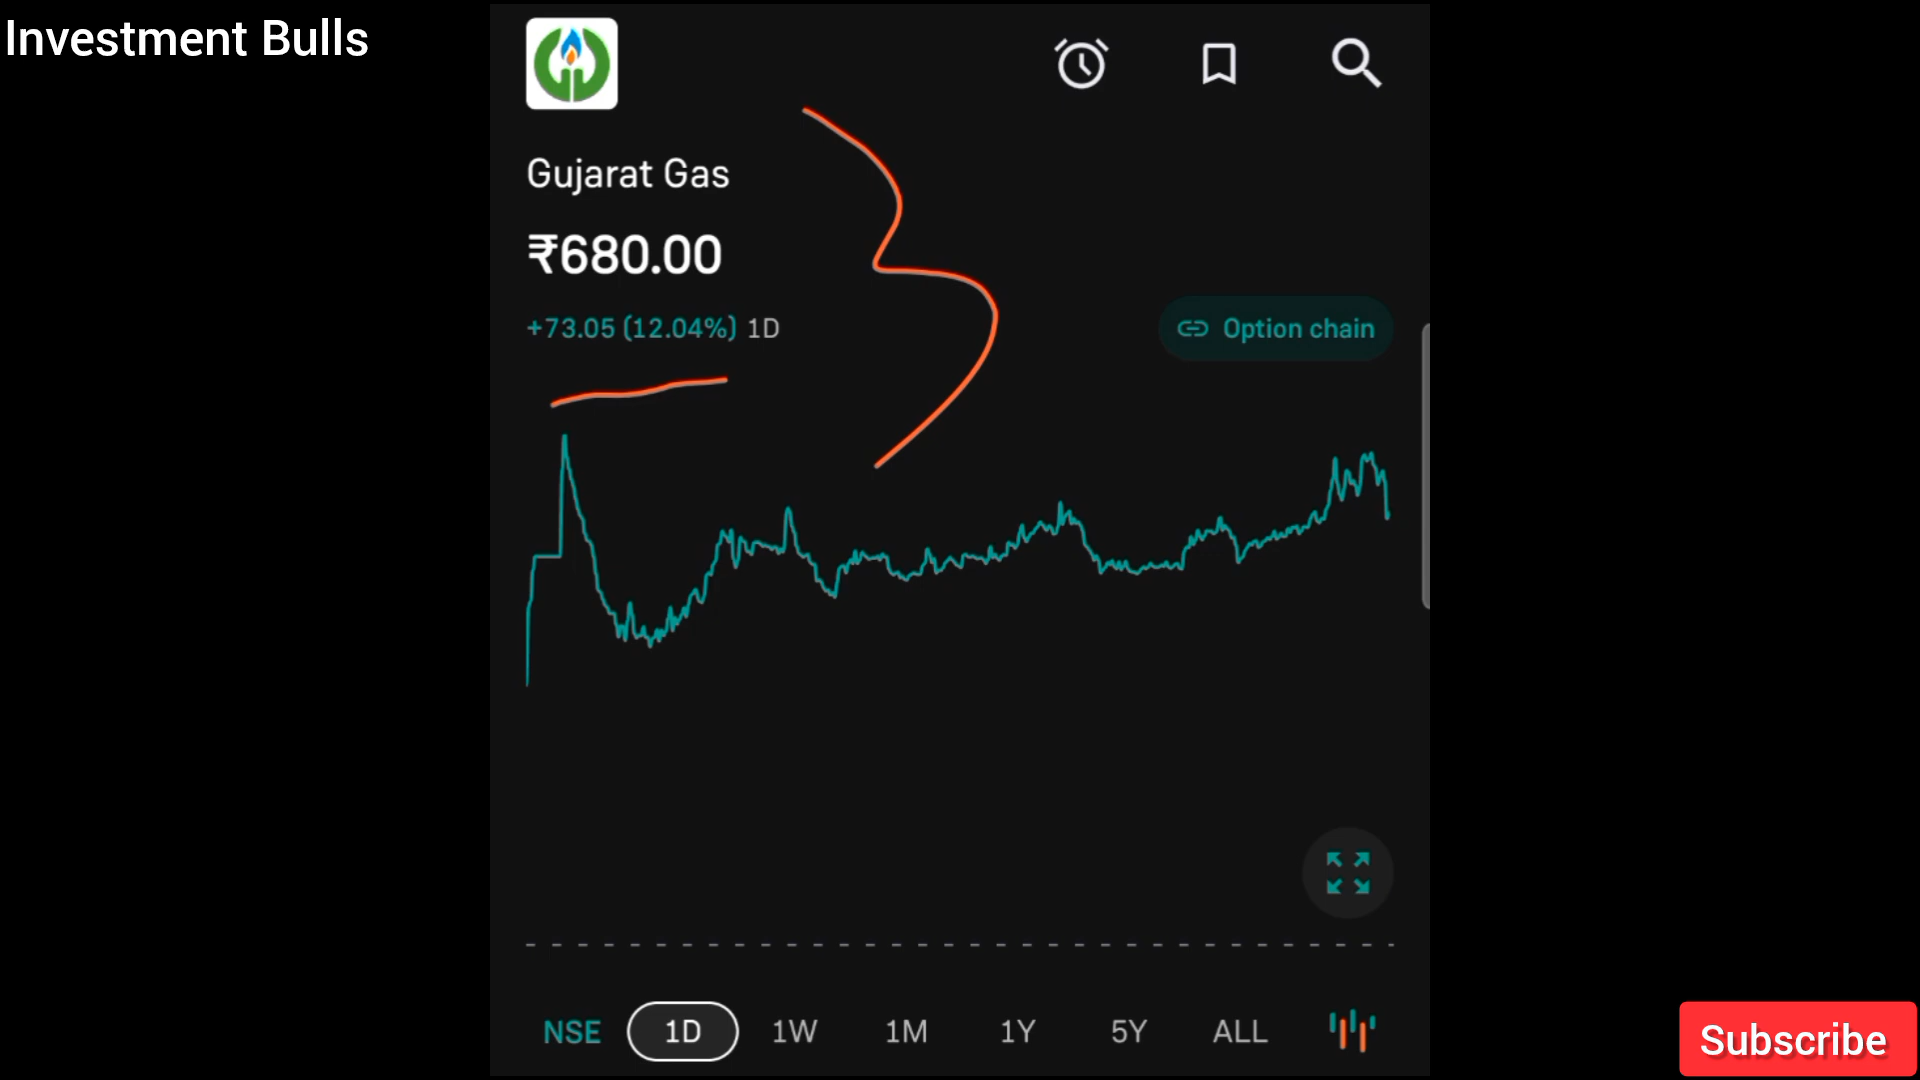 Investment Bulls
Gujarat Gas
₹680.00
+73.05 (12.04%) 1D
Option chain
NSE 1D 1W 1M 1Y 5Y ALL
Subscribe